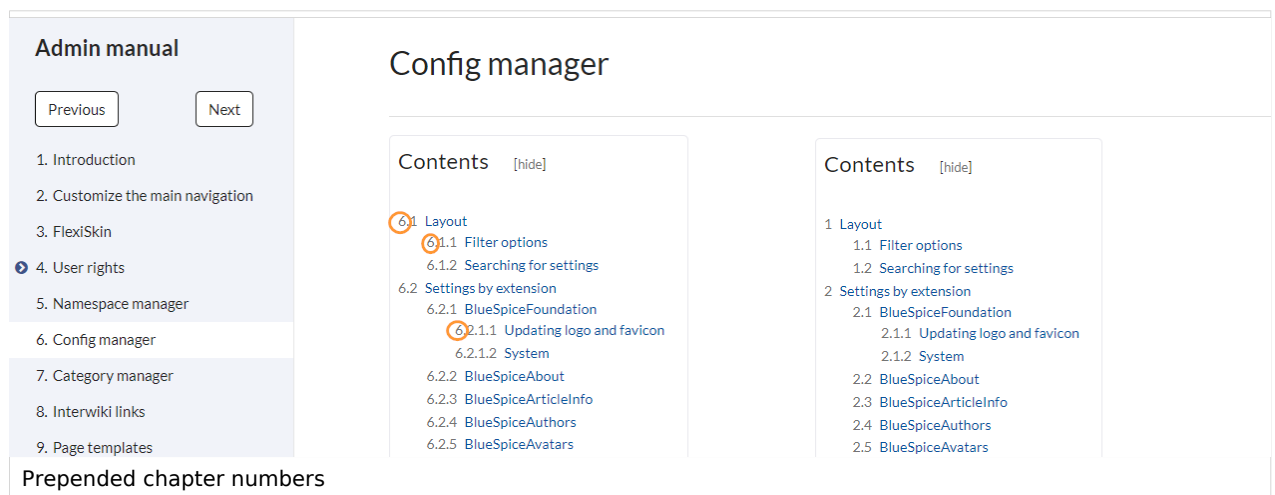 Admin manual
Previous
Next
1. Introduction
2. Customize the main navigation
3. FlexiSkin
4. User rights
5. Namespace manager
6. Config manager
7. Category manager
8. Interwiki links
9. Page templates
Config manager
Contents [hide]
6.1 Layout
6.1.1 Filter options
6.1.2 Searching for settings
6.2 Settings by extension
6.2.1 BlueSpiceFoundation
6.2.1.1 Updating logo and favicon
6.2.1.2 System
6.2.2 BlueSpiceAbout
6.2.3 BlueSpiceArticleInfo
6.2.4 BlueSpiceAuthors
6.2.5 BlueSpiceAvatars
Contents [hide]
1 Layout
1.1 Filter options
1.2 Searching for settings
2 Settings by extension
2.1 BlueSpiceFoundation
2.1.1 Updating logo and favicon
2.1.2 System
2.2 BlueSpiceAbout
2.3 BlueSpiceArticleInfo
2.4 BlueSpiceAuthors
2.5 BlueSpiceAvatars
Prepended chapter numbers